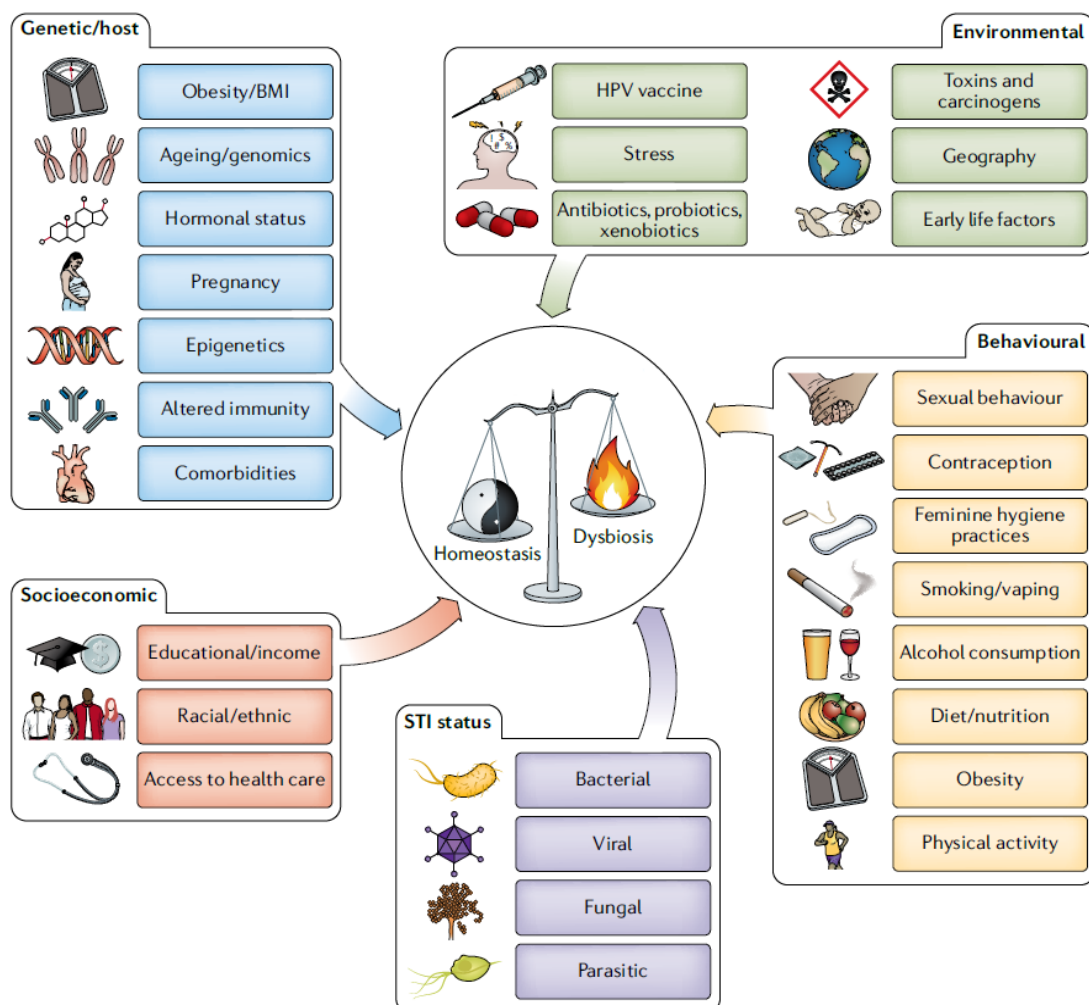 Genetic/host
Obesity/BMI
Ageing/genomics
Hormonal status
Pregnancy
Epigenetics
Altered immunity
Comorbidities
Environmental
HPV vaccine
Stress
! $
# %
Antibiotics, probiotics,
xenobiotics
Toxins and
carcinogens
Geography
Early life factors
Homeostasis
Dysbiosis
Behavioural
Sexual behaviour
Contraception
Feminine hygiene
practices
Smoking/vaping
Alcohol consumption
Diet/nutrition
Obesity
Physical activity
Socioeconomic
$
Educational/income
Racial/ethnic
Access to health care
STI status
Bacterial
Viral
Fungal
Parasitic